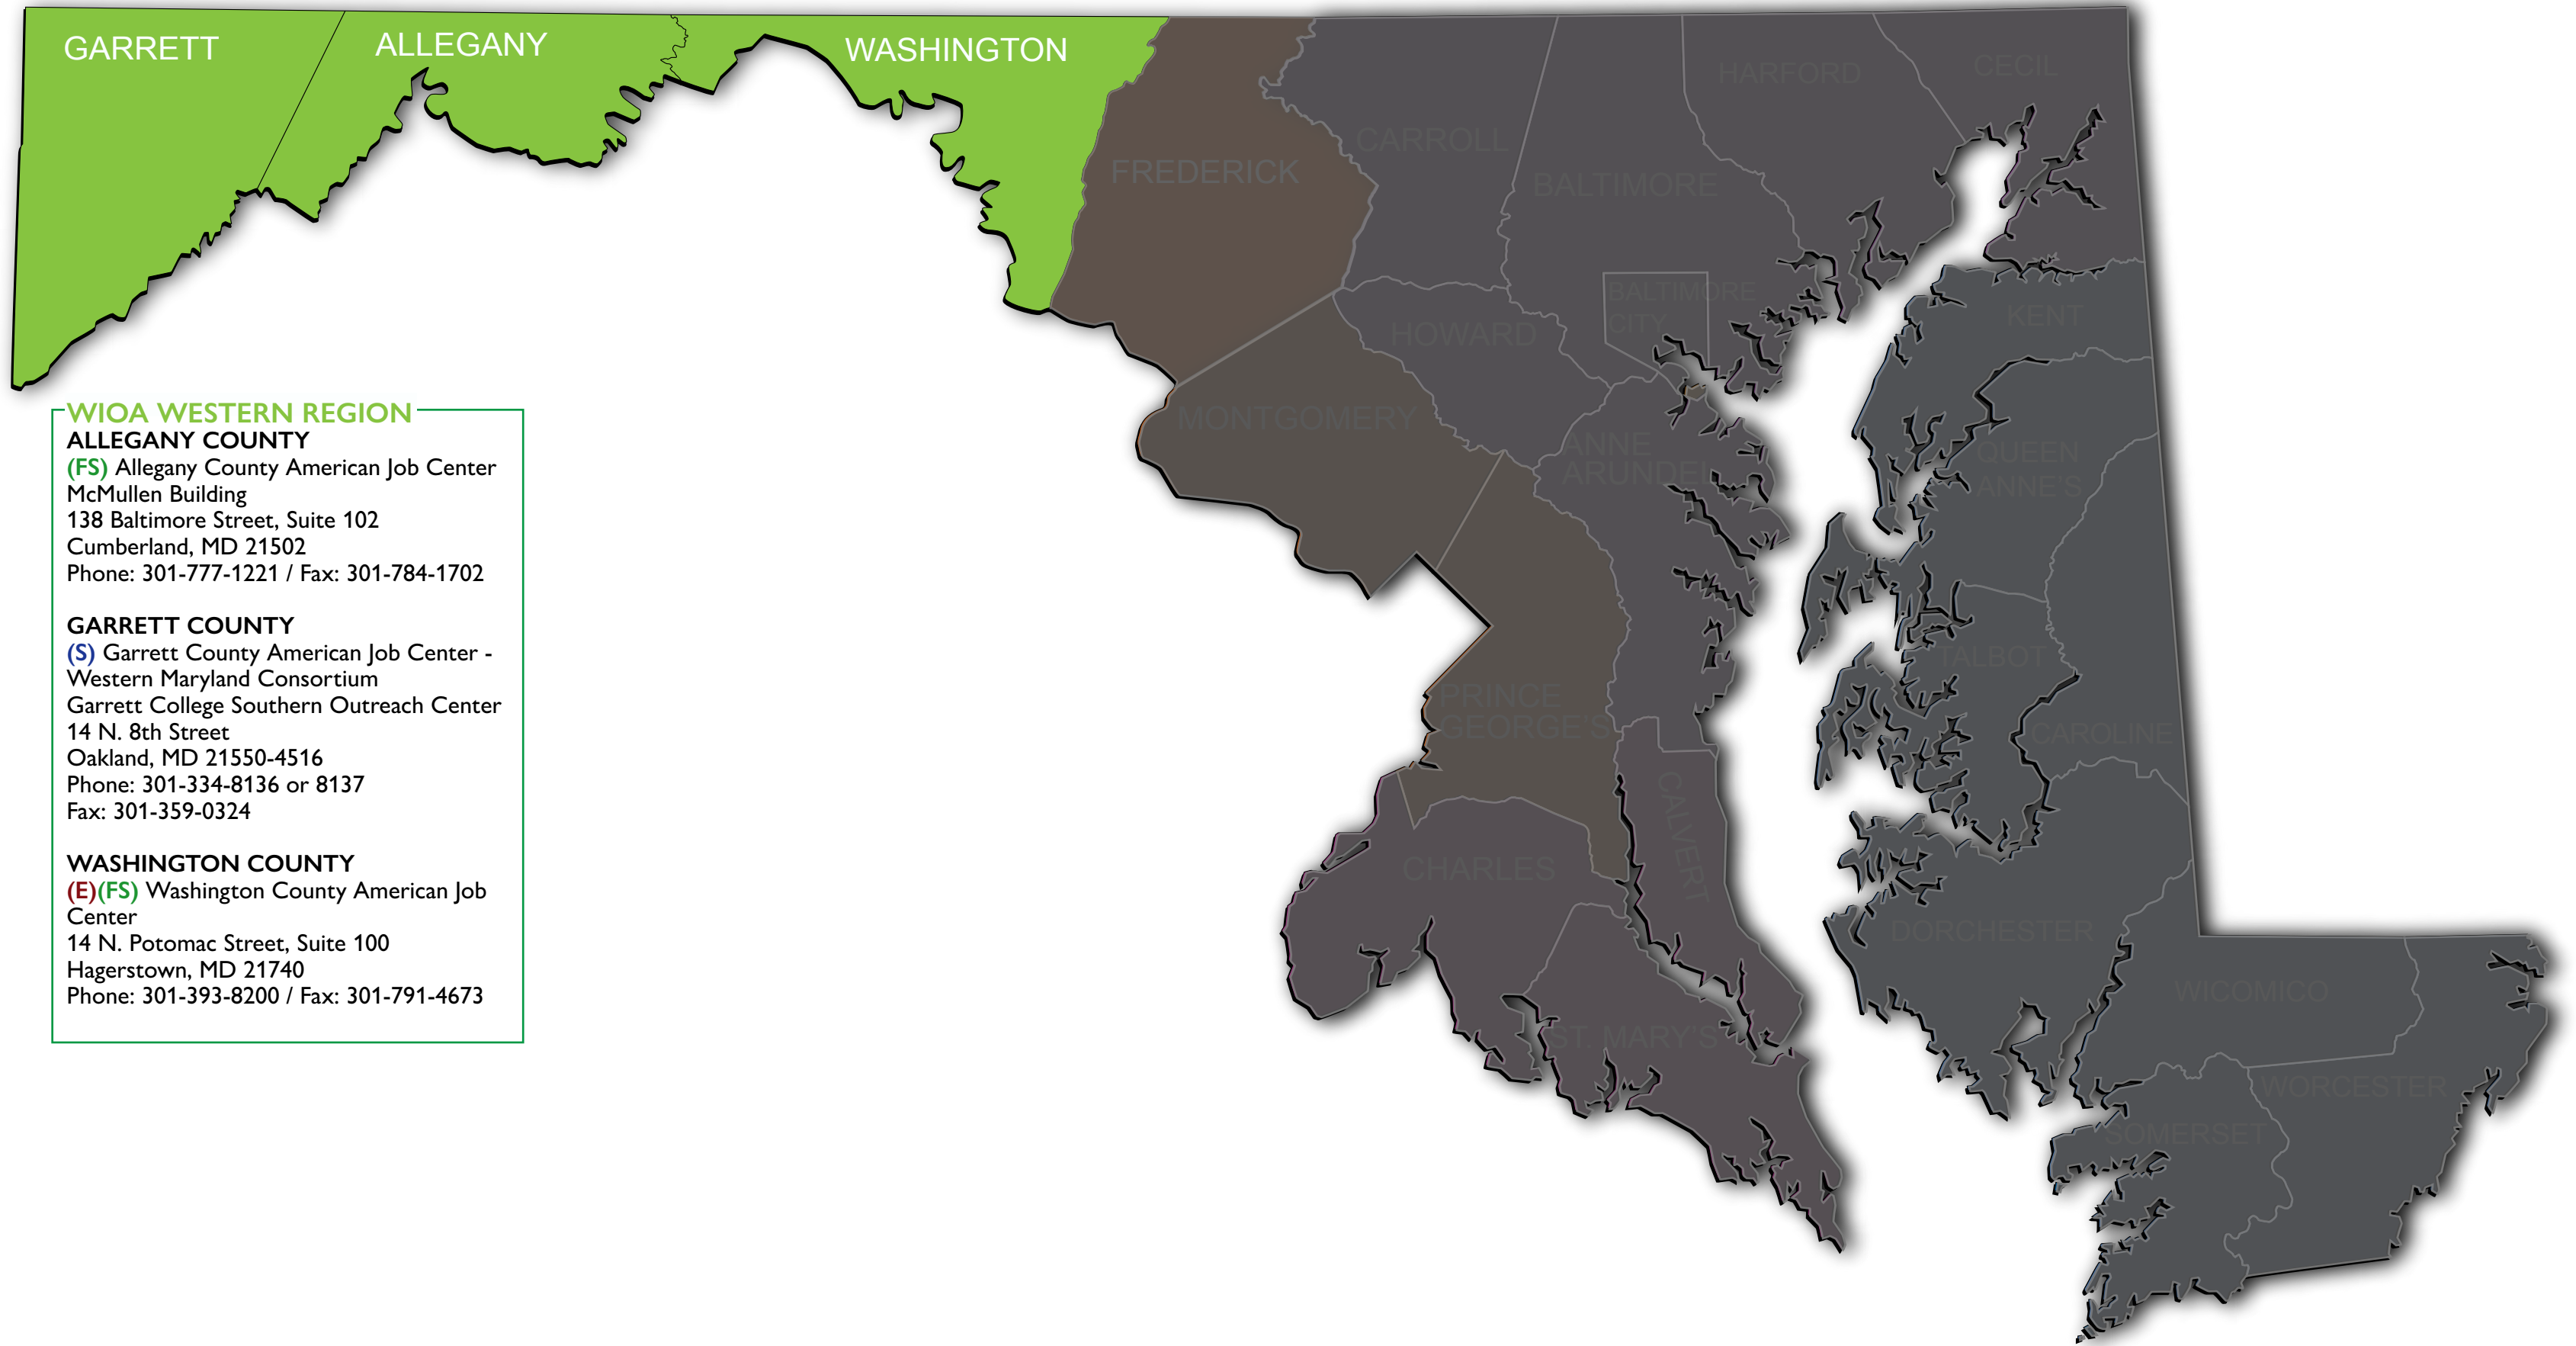 GARRETT
ALLEGANY
WASHINGTON
FREDERICK
CARROLL
BALTIMORE
HARFORD
CECIL
BALTIMORE
CITY
HOWARD
KENT
MONTGOMERY
ANNE
ARUNDEL
QUEEN
ANNE'S
TALBOT
PRINCE
GEORGE'S
CAROLINE
CALVERT
CHARLES
DORCHESTER
WICOMICO
ST. MARY'S
WORCESTER
SOMERSET
WIOA WESTERN REGION
ALLEGANY COUNTY
(FS) Allegany County American Job Center
McMullen Building
138 Baltimore Street, Suite 102
Cumberland, MD 21502
Phone: 301-777-1221 / Fax: 301-784-1702
GARRETT COUNTY
(S) Garrett County American Job Center -
Western Maryland Consortium
Garrett College Southern Outreach Center
14 N. 8th Street
Oakland, MD 21550-4516
Phone: 301-334-8136 or 8137
Fax: 301-359-0324
WASHINGTON COUNTY
(E)(FS) Washington County American Job
Center
14 N. Potomac Street, Suite 100
Hagerstown, MD 21740
Phone: 301-393-8200 / Fax: 301-791-4673